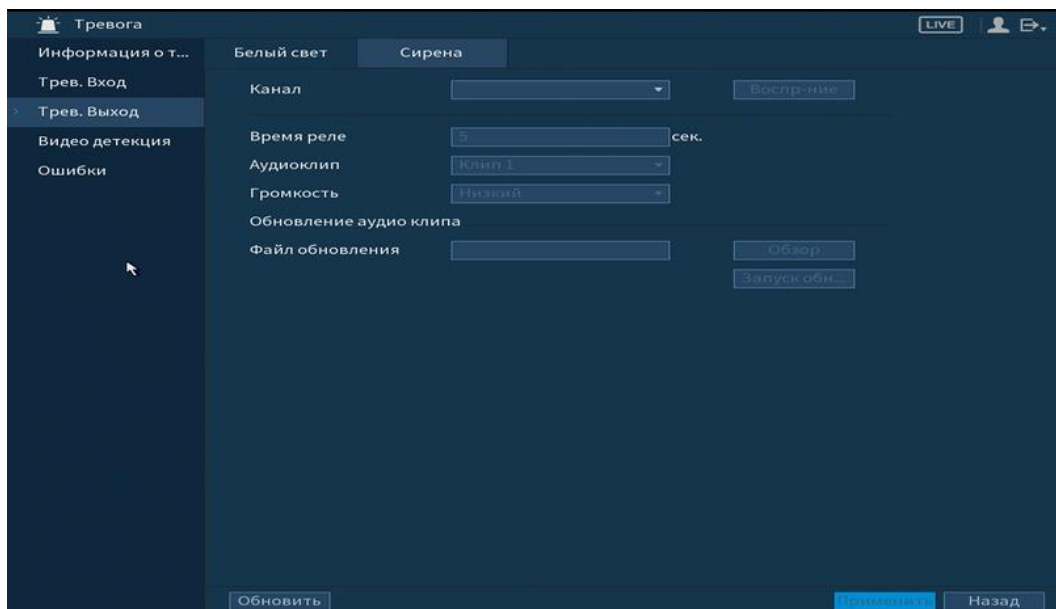 Тревога
LIVE
Информация о т...
Трев. Вход
Трев. Выход
Видео детекция
Ошибки
Белый свет
Сирена
Канал
Воспр-ние
Время реле
5
сек.
Аудиоклип
Клип 1
Громкость
Низкий
Обновление аудио клипа
Файл обновления
Обзор
Запуск обн...
Обновить
Применить
Назад